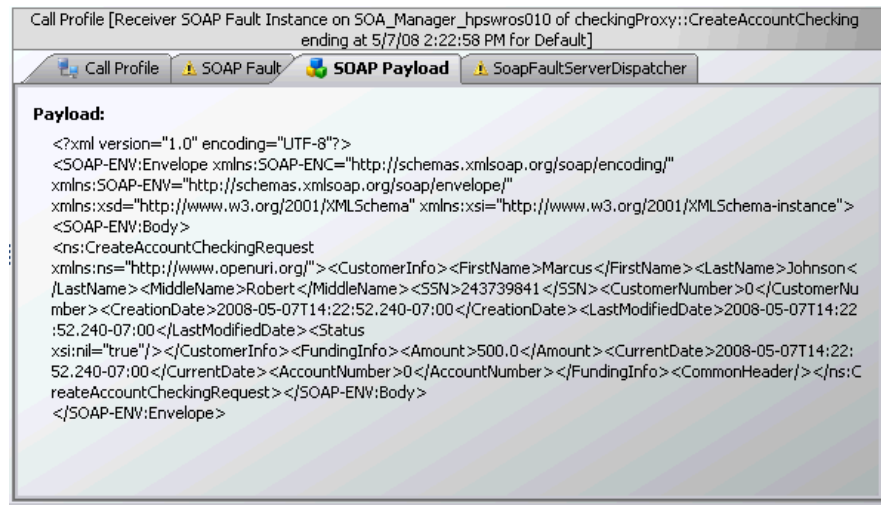 Call Profile [Receiver SOAP Fault Instance on SOA_Manager_hpswros010 of checkingProxy::CreateAccountChecking
ending at 5/7/08 2:22:58 PM for Default]
Call Profile SOAP Fault SOAP Payload SoapFaultServerDispatcher
Payload:
<?xml version="1.0" encoding="UTF-8"?>
<SOAP-ENV:Envelope xmlns:SOAP-ENC="http://schemas.xmlsoap.org/soap/encoding/"
xmlns:SOAP-ENV="http://schemas.xmlsoap.org/soap/envelope/"
xmlns:xsd="http://www.w3.org/2001/XMLSchema" xmlns:xsi="http://www.w3.org/2001/XMLSchema-instance">
<SOAP-ENV:Body>
<ns:CreateAccountCheckingRequest
xmlns:ns="http://www.openuri.org/"><CustomerInfo><FirstName>Marcus</FirstName><LastName>Johnson<
/LastName><MiddleName>Robert</MiddleName><SSN>243739841</SSN><CustomerNumber>0</CustomerNu
mber><CreationDate>2008-05-07T14:22:52.240-07:00</CreationDate><LastModifiedDate>2008-05-07T14:22
:52.240-07:00</LastModifiedDate><Status
xsi:nil="true"/></CustomerInfo><FundingInfo><Amount>500.0</Amount><CurrentDate>2008-05-07T14:22:
52.240-07:00</CurrentDate><AccountNumber>0</AccountNumber></FundingInfo><CommonHeader/></ns:C
reateAccountCheckingRequest></SOAP-ENV:Body>
</SOAP-ENV:Envelope>